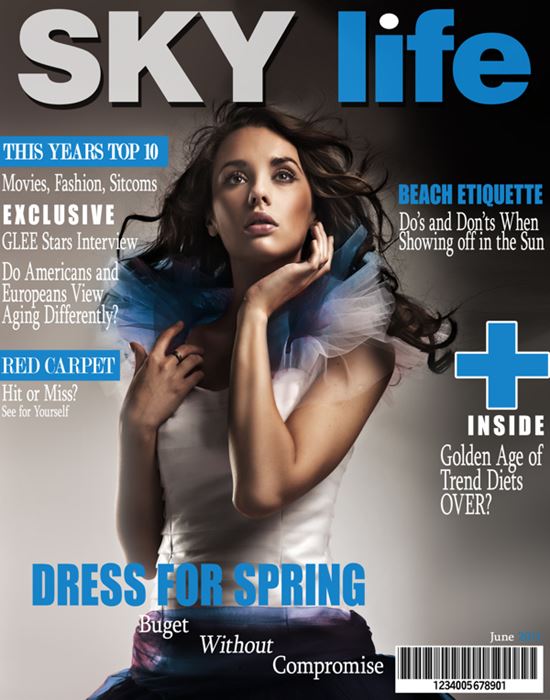 SKY life
THIS YEARS TOP 10
Movies, Fashion, Sitcoms
EXCLUSIVE
GLEE Stars Interview
Do Americans and
Europeans View
Aging Differently?
RED CARPET
Hit or Miss?
See for Yourself
BEACH ETIQUETTE
Do's and Don'ts When
Showing off in the Sun
INSIDE
Golden Age of
Trend Diets
OVER?
DRESS FOR SPRING
Buget
Without
Compromise
June
1234005678901